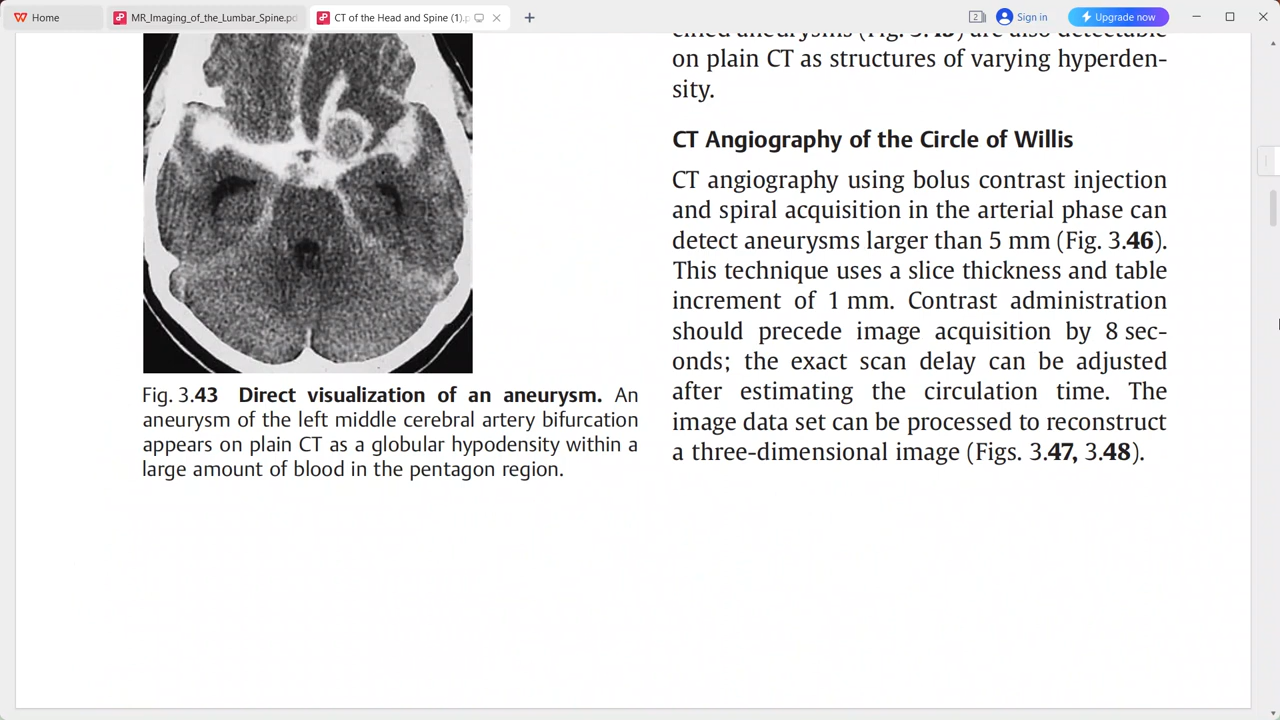 Home
MR_Imaging_of_the_Lumbar_Spine.pd
CT of the Head and Spine (1).p
2
Sign in
Upgrade now
Fig. 3.43 Direct visualization of an aneurysm. An
aneurysm of the left middle cerebral artery bifurcation
appears on plain CT as a globular hypodensity within a
large amount of blood in the pentagon region.
are also detectable
on plain CT as structures of varying hyperden-
sity.
CT Angiography of the Circle of Willis
CT angiography using bolus contrast injection
and spiral acquisition in the arterial phase can
detect aneurysms larger than 5 mm (Fig. 3.46).
This technique uses a slice thickness and table
increment of 1 mm. Contrast administration
should precede image acquisition by 8 sec-
onds; the exact scan delay can be adjusted
after estimating the circulation time. The
image data set can be processed to reconstruct
a three-dimensional image (Figs. 3.47, 3.48).